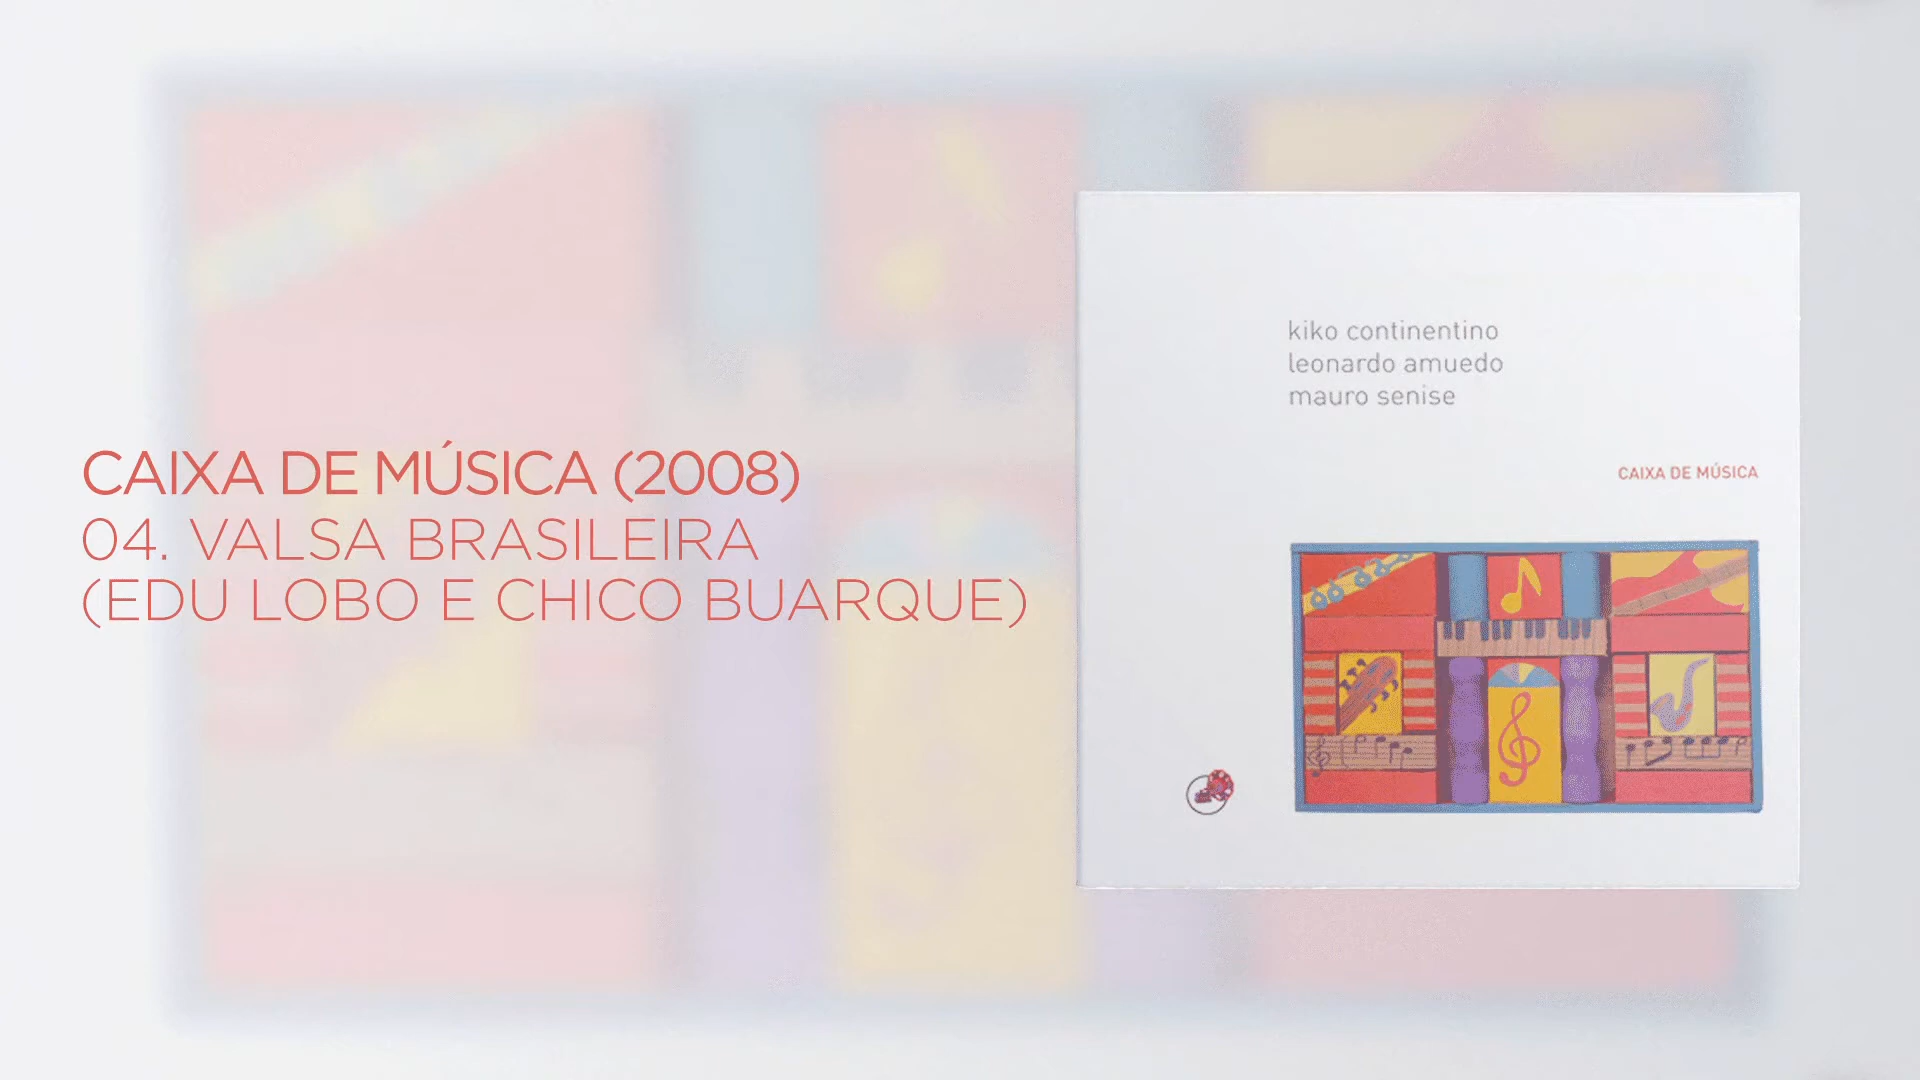 CAIXA DE MÚSICA (2008)
04. VALSA BRASILEIRA
(EDU LOBO E CHICO BUARQUE)
kiko continentino
leonardo amuedo
mauro senise
CAIXA DE MÚSICA